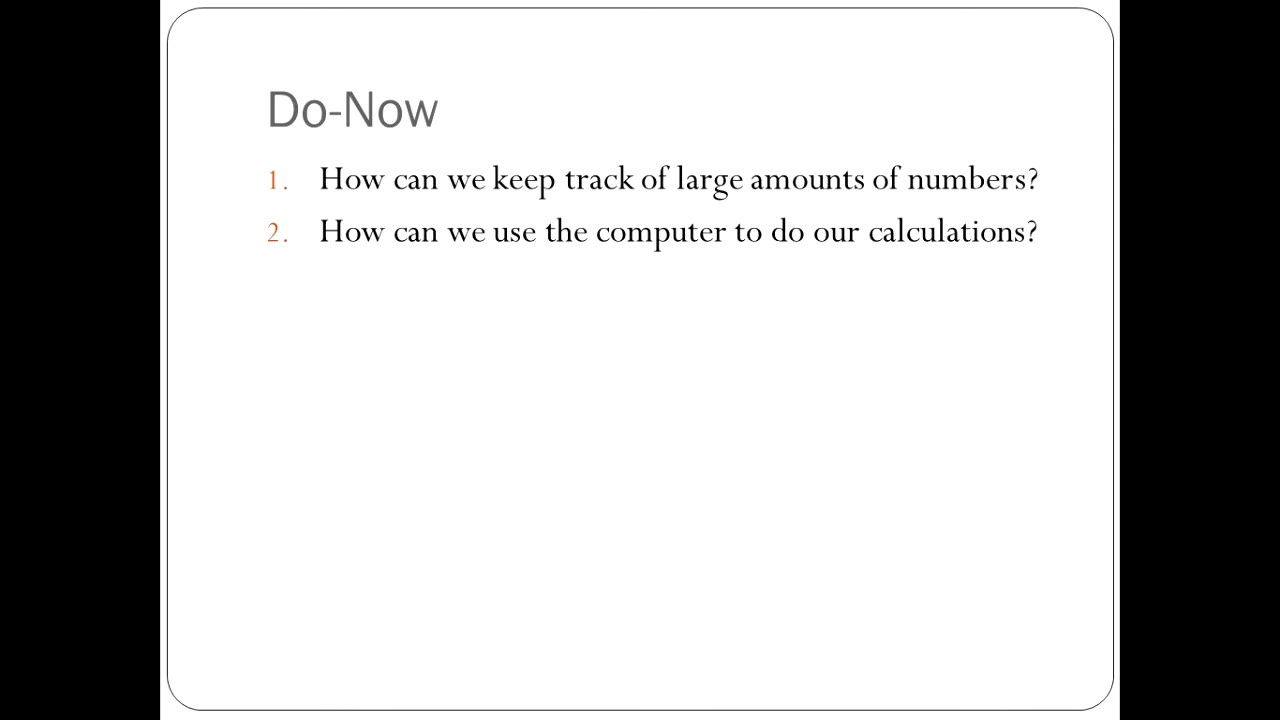 Do-Now
1. How can we keep track of large amounts of numbers?
2. How can we use the computer to do our calculations?